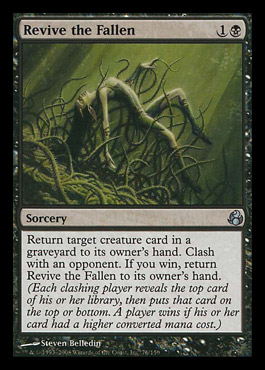 Revive the Fallen 1
Sorcery
Return target creature card in a
graveyard to its owner's hand. Clash
with an opponent. If you win, return
Revive the Fallen to its owner's hand.
(Each clashing player reveals the top card
of his or her library, then puts that card on
the top or bottom. A player wins if his or
her card had a higher converted mana cost.)
Steven Belledin